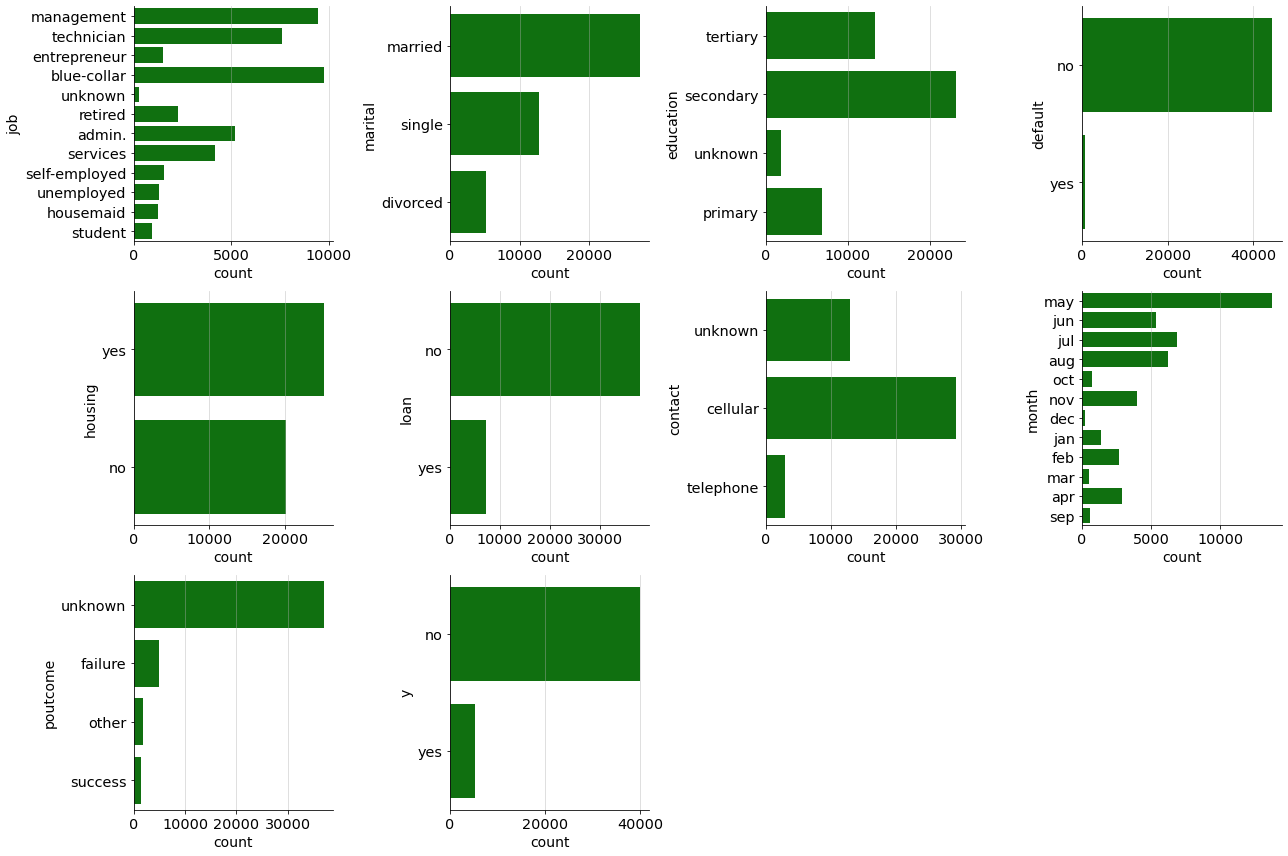 job
management
technician
entrepreneur
blue-collar
unknown
retired
admin.
services
self-employed
unemployed
housemaid
student
0 5000 10000
count
marital
married
single
divorced
0 10000 20000
count
education
tertiary
secondary
unknown
primary
0 10000 20000
count
default
no
yes
0 20000 40000
count
housing
yes
no
0 10000 20000
count
loan
no
yes
0 10000 20000 30000
count
contact
unknown
cellular
telephone
0 10000 20000 30000
count
month
may
jun
jul
aug
oct
nov
dec
jan
feb
mar
apr
sep
0 5000 10000
count
poutcome
unknown
failure
other
success
0 10000 20000 30000
count
y
no
yes
0 20000 40000
count